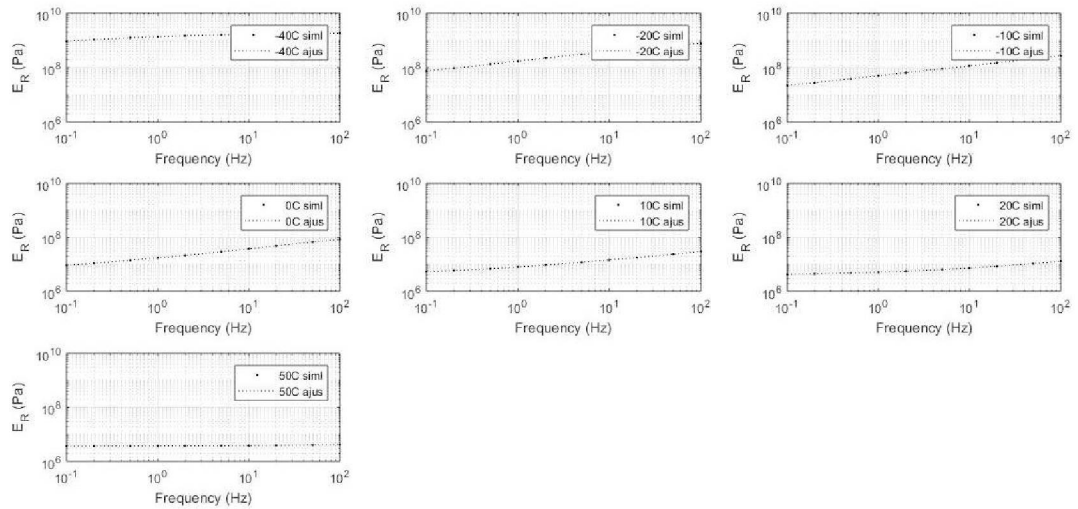 10^10
10^8
10^6
E_R (Pa)
-40C siml
-40C ajus
10^-1 10^0 10^1 10^2
Frequency (Hz)
10^10
10^8
10^6
E_R (Pa)
-20C siml
-20C ajus
10^-1 10^0 10^1 10^2
Frequency (Hz)
10^10
10^8
10^6
E_R (Pa)
-10C siml
-10C ajus
10^-1 10^0 10^1 10^2
Frequency (Hz)
10^10
10^8
10^6
E_R (Pa)
0C siml
0C ajus
10^-1 10^0 10^1 10^2
Frequency (Hz)
10^10
10^8
10^6
E_R (Pa)
10C siml
10C ajus
10^-1 10^0 10^1 10^2
Frequency (Hz)
10^10
10^8
10^6
E_R (Pa)
20C siml
20C ajus
10^-1 10^0 10^1 10^2
Frequency (Hz)
10^10
10^8
10^6
E_R (Pa)
50C siml
50C ajus
10^-1 10^0 10^1 10^2
Frequency (Hz)